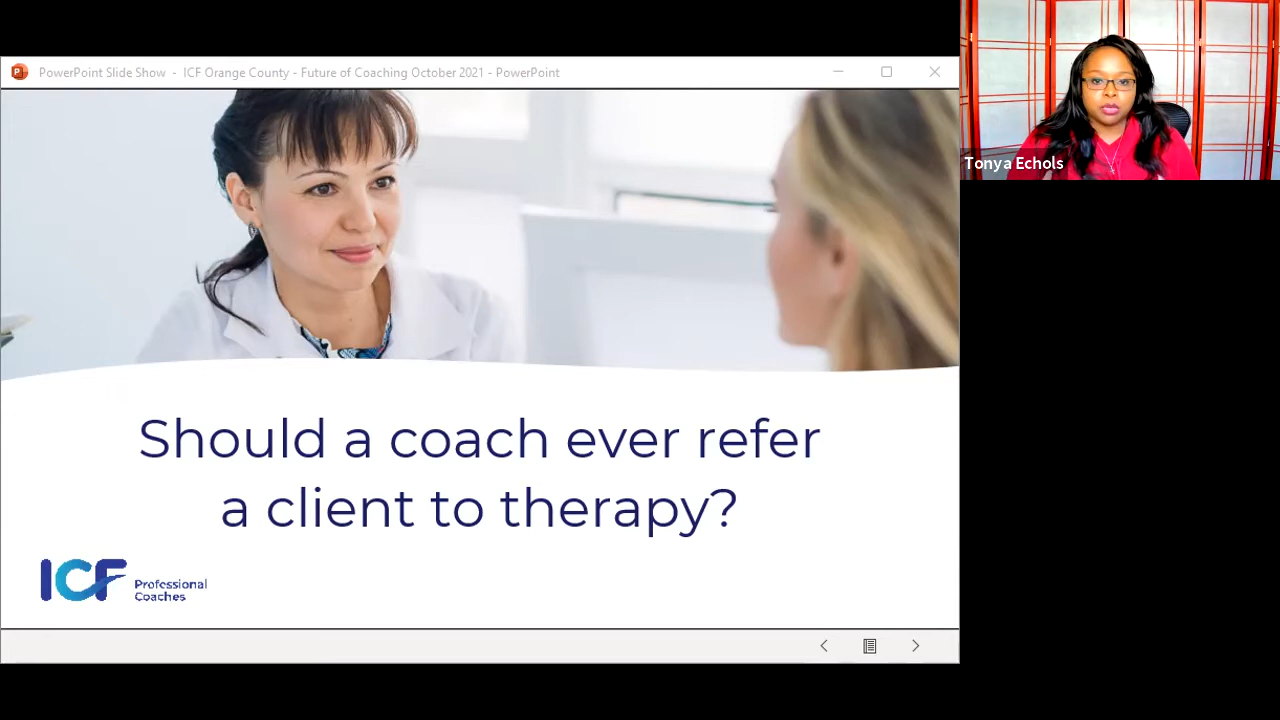 PowerPoint Slide Show - ICF Orange County - Future of Coaching October 2021 - PowerPoint
Tonya Echols
Should a coach ever refer
a client to therapy?
ICF Professional
Coaches